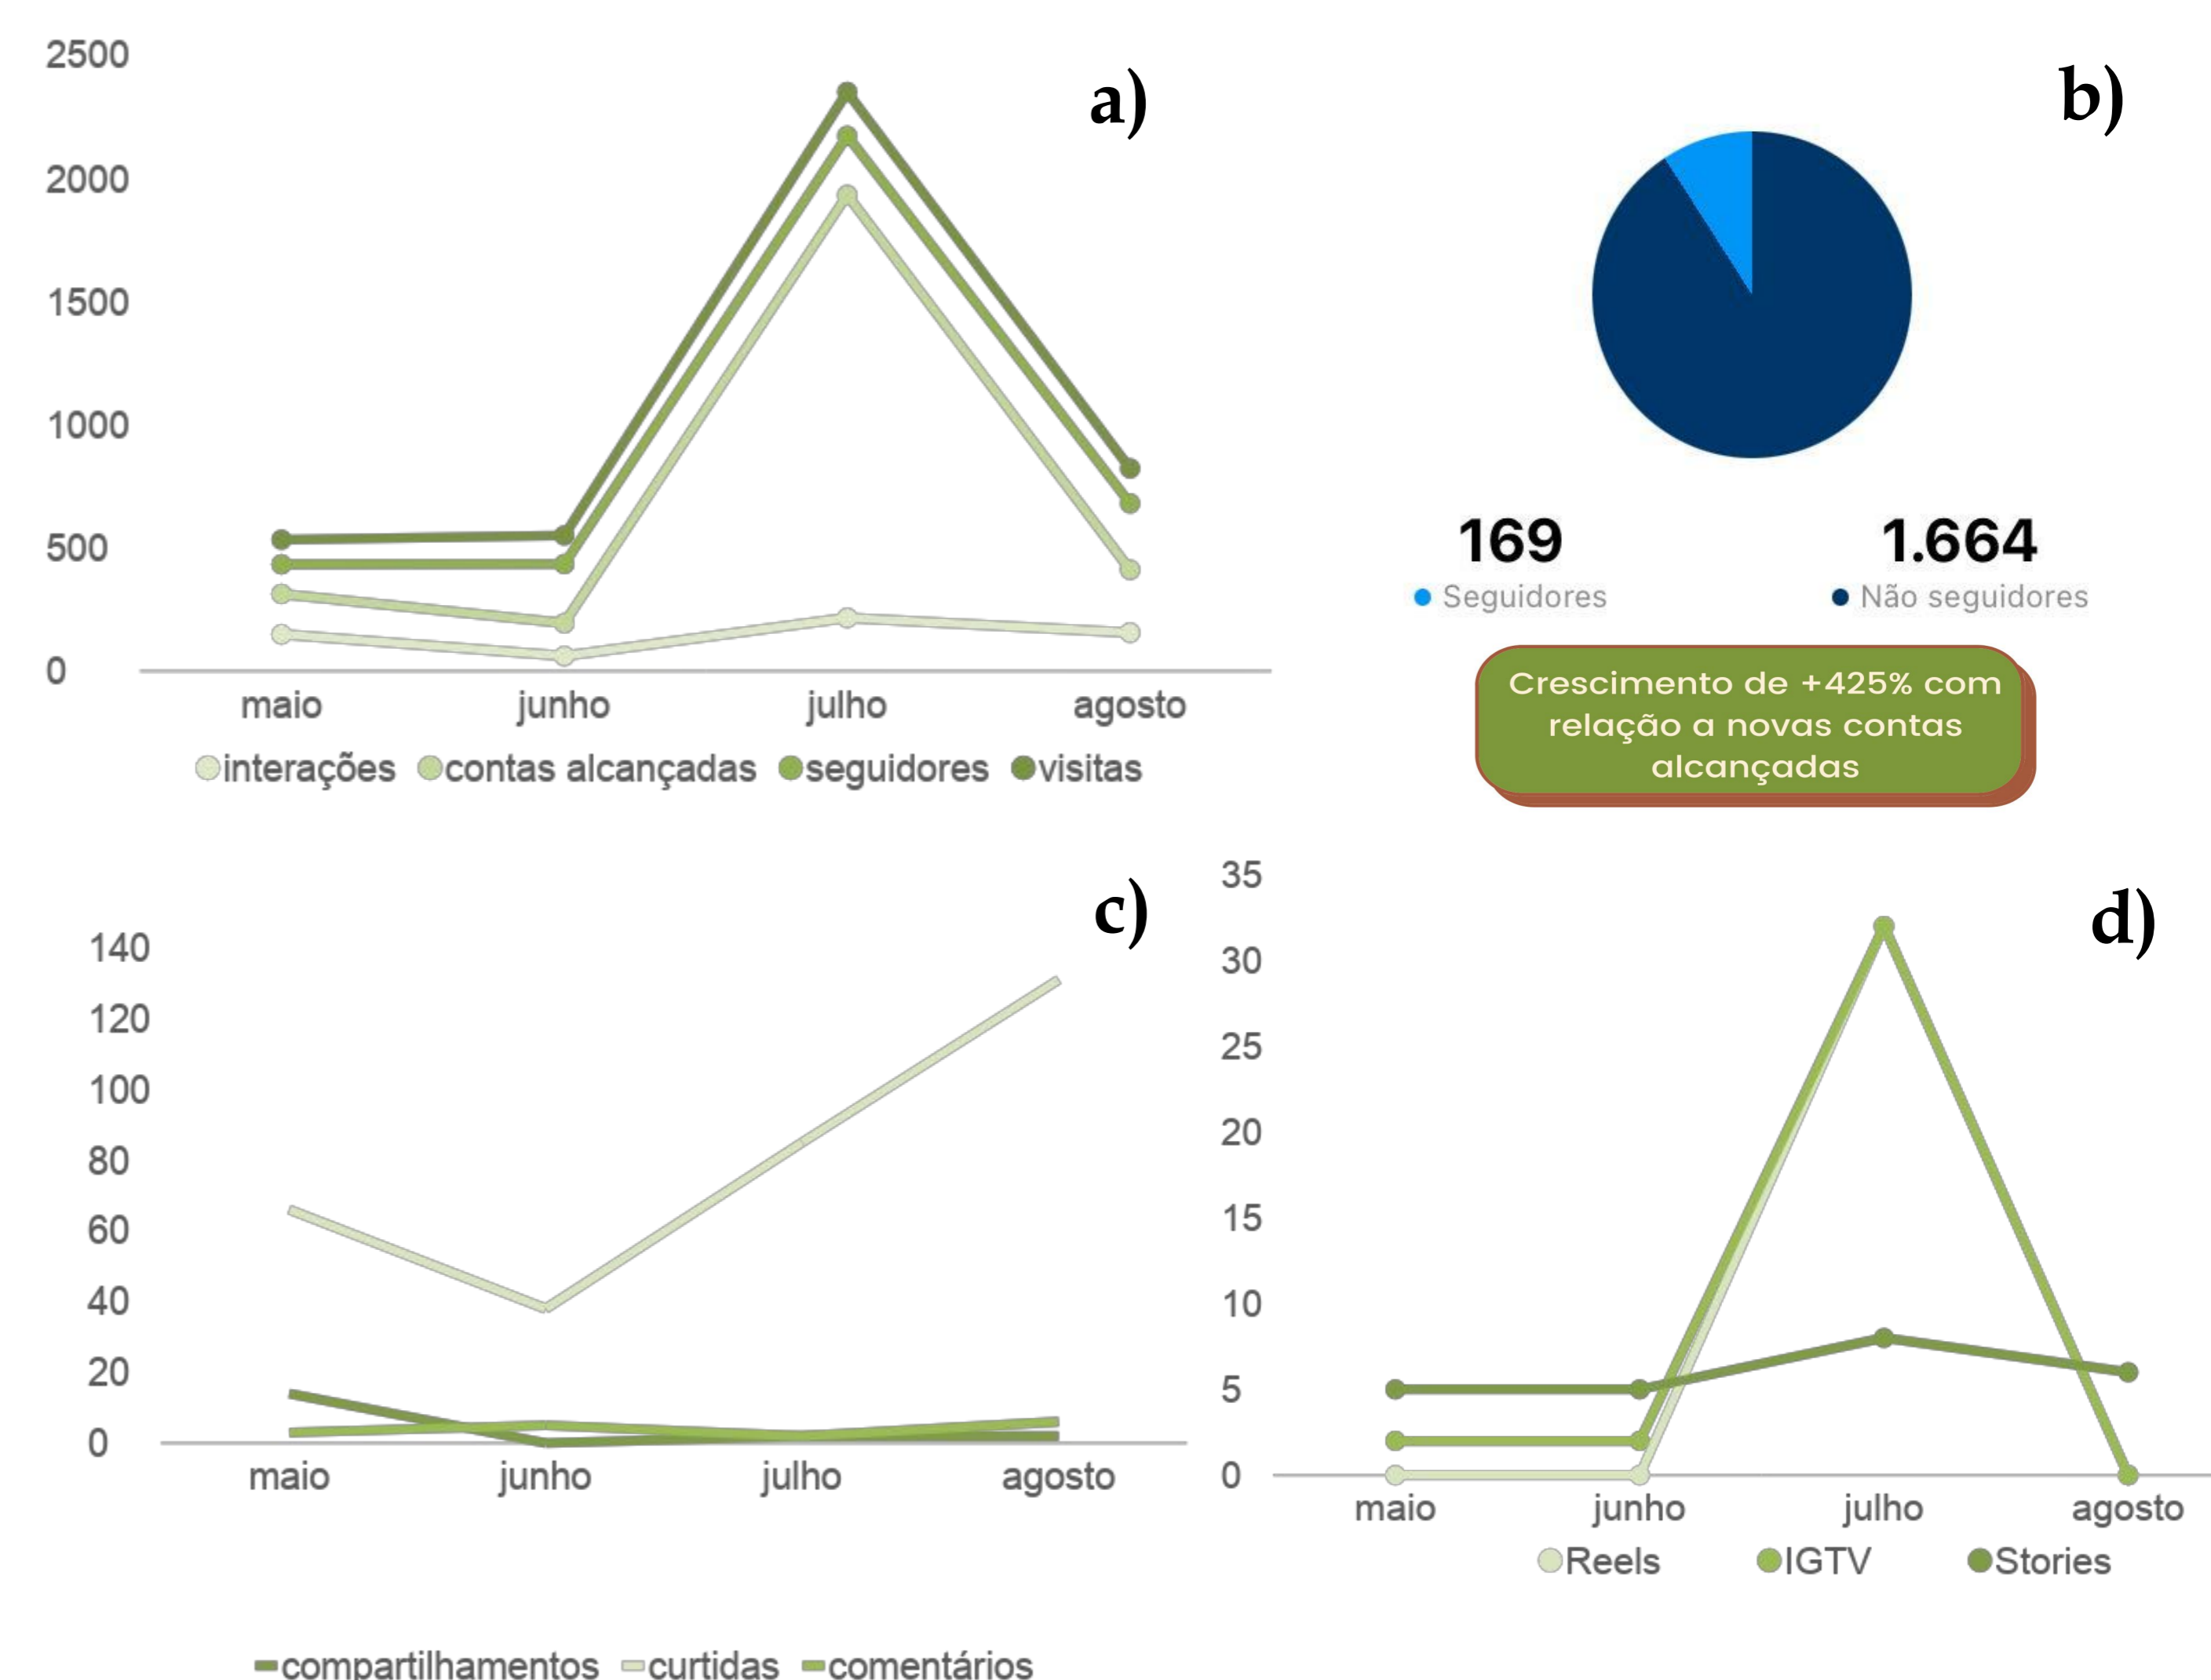 a)
2500
2000
1500
1000
500
0
maio junho julho agosto
interações contas alcançadas seguidores visitas
b)
169 1.664
Seguidores Não seguidores
Crescimento de +425% com
relação a novas contas
alcançadas
c)
140
120
100
80
60
40
20
0
maio junho julho agosto
compartilhamentos curtidas comentários
d)
35
30
25
20
15
10
5
0
maio junho julho agosto
Reels IGTV Stories